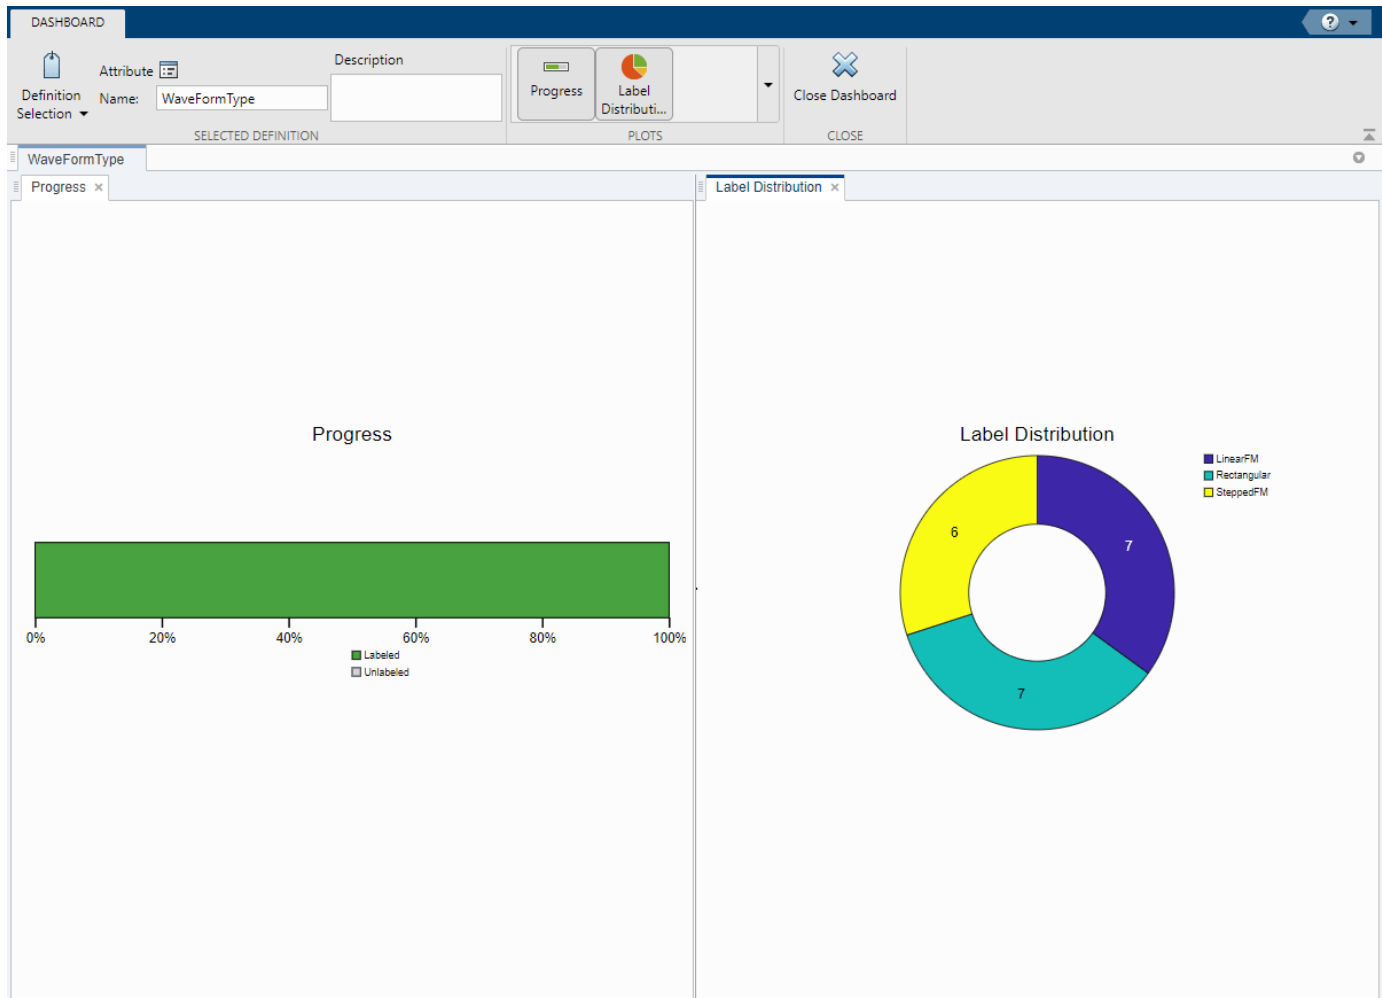 DASHBOARD
?
Definition
Selection
Attribute
Name: WaveFormType
Description
SELECTED DEFINITION
Progress
Label
Distributi...
PLOTS
Close Dashboard
CLOSE
WaveFormType
Progress ×
Label Distribution ×
Progress
0% 20% 40% 60% 80% 100%
Labeled
Unlabeled
Label Distribution
LinearFM
Rectangular
SteppedFM
6
7
7